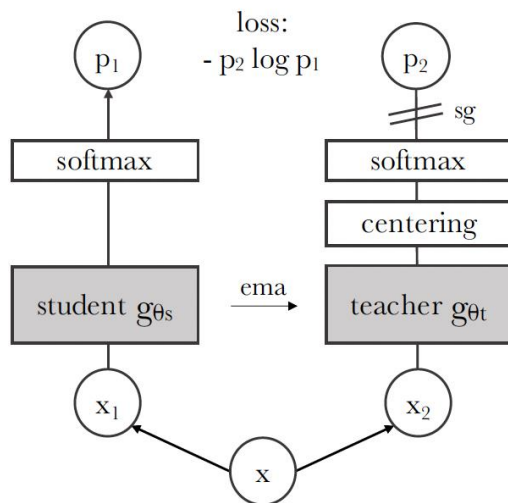 loss:
- p₂ log p₁
p₁
p₂
sg
softmax
softmax
centering
student gθs
ema
teacher gθt
x₁
x₂
x